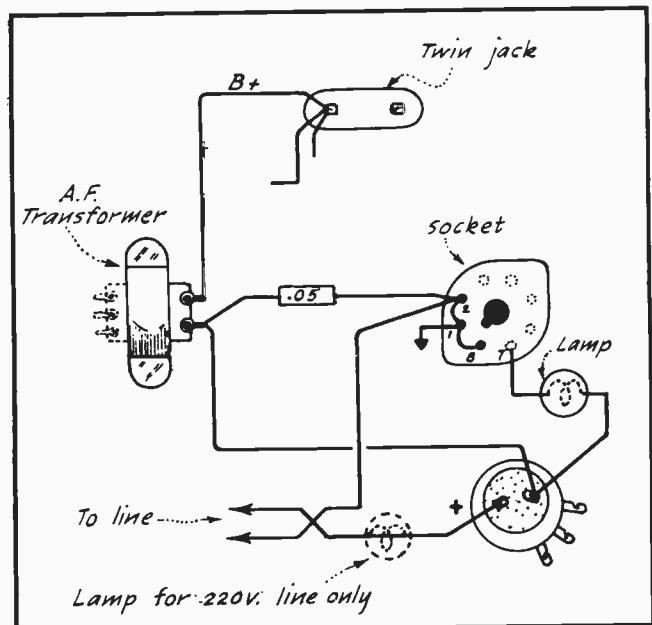 Twin jack
B+
A.F.
Transformer
socket
.05
2
1
8
7
Lamp
+
To line
Lamp for 220v. line only